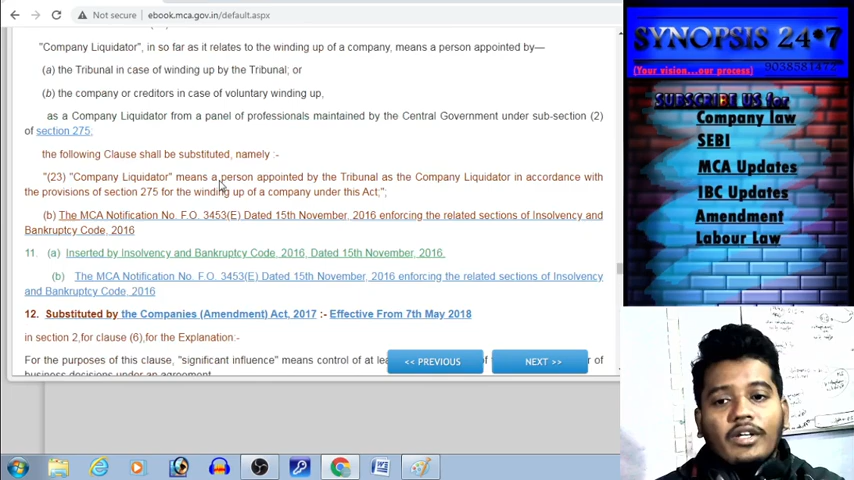 Not secure | ebook.mca.gov.in/default.aspx
"Company Liquidator", in so far as it relates to the winding up of a company, means a person appointed by—
(a) the Tribunal in case of winding up by the Tribunal; or
(b) the company or creditors in case of voluntary winding up,
as a Company Liquidator from a panel of professionals maintained by the Central Government under sub-section (2)
of section 275;
the following Clause shall be substituted, namely :-
"(23) "Company Liquidator" means a person appointed by the Tribunal as the Company Liquidator in accordance with
the provisions of section 275 for the winding up of a company under this Act;";
(b) The MCA Notification No. F.O. 3453(E) Dated 15th November, 2016 enforcing the related sections of Insolvency and
Bankruptcy Code, 2016
11. (a) Inserted by Insolvency and Bankruptcy Code, 2016, Dated 15th November, 2016.
(b) The MCA Notification No. F.O. 3453(E) Dated 15th November, 2016 enforcing the related sections of Insolvency
and Bankruptcy Code, 2016
12. Substituted by the Companies (Amendment) Act, 2017 :- Effective From 7th May 2018
in section 2,for clause (6),for the Explanation:-
For the purposes of this clause, "significant influence" means control of at lea of
business decisions under an agreement
<< PREVIOUS
NEXT >>
SYNOPSIS 24*7
(Your vision...our process) 9038581472
SUBSCRIBE US for
Company law
SEBI
MCA Updates
IBC Updates
Amendment
Labour Law